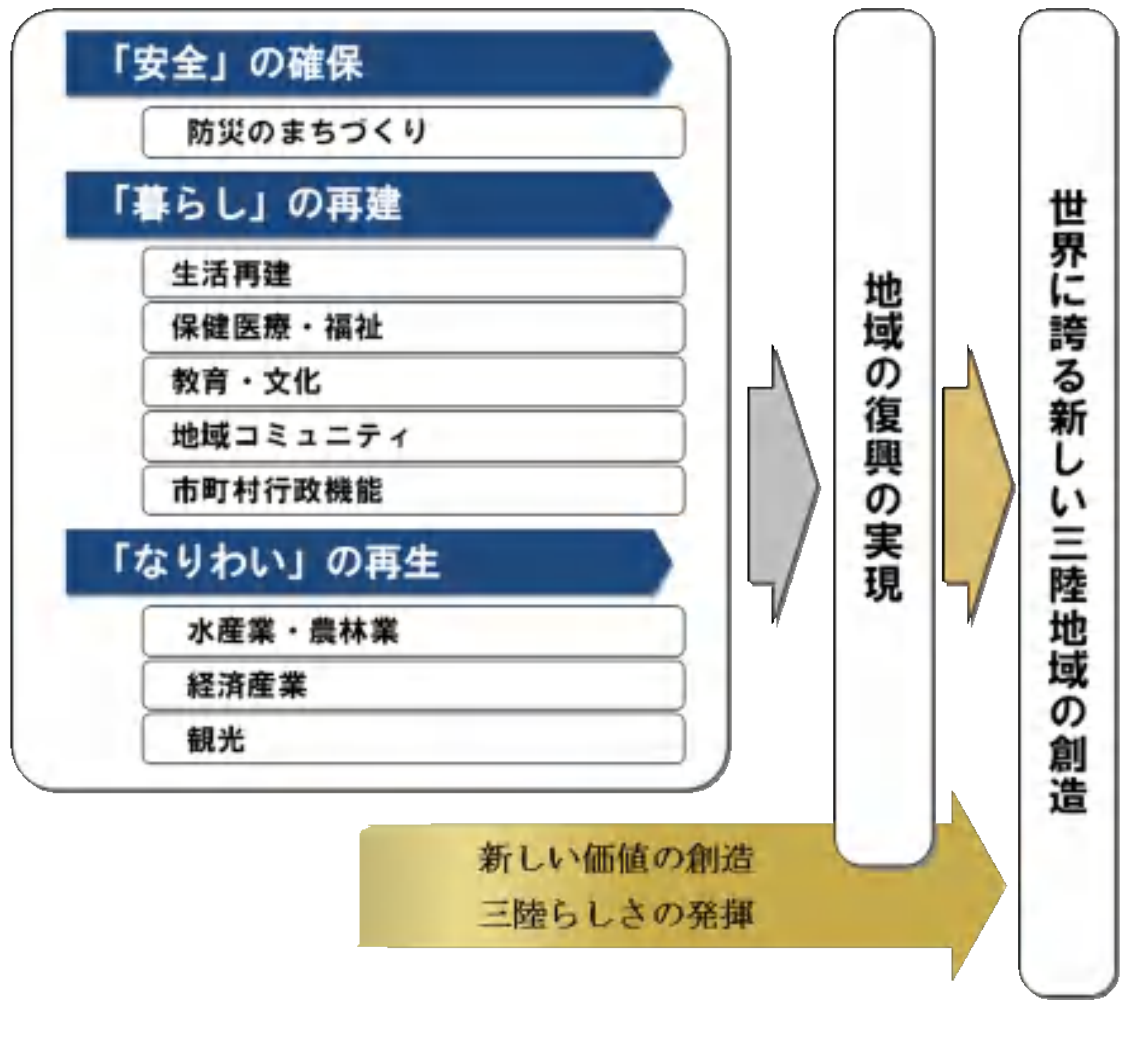 「安全」の確保
防災のまちづくり
「暮らし」の再建
生活再建
保健医療・福祉
教育・文化
地域コミュニティ
市町村行政機能
「なりわい」の再生
水産業・農林業
経済産業
観光
地域の復興の実現
世界に誇る新しい三陸地域の創造
新しい価値の創造
三陸らしさの発揮